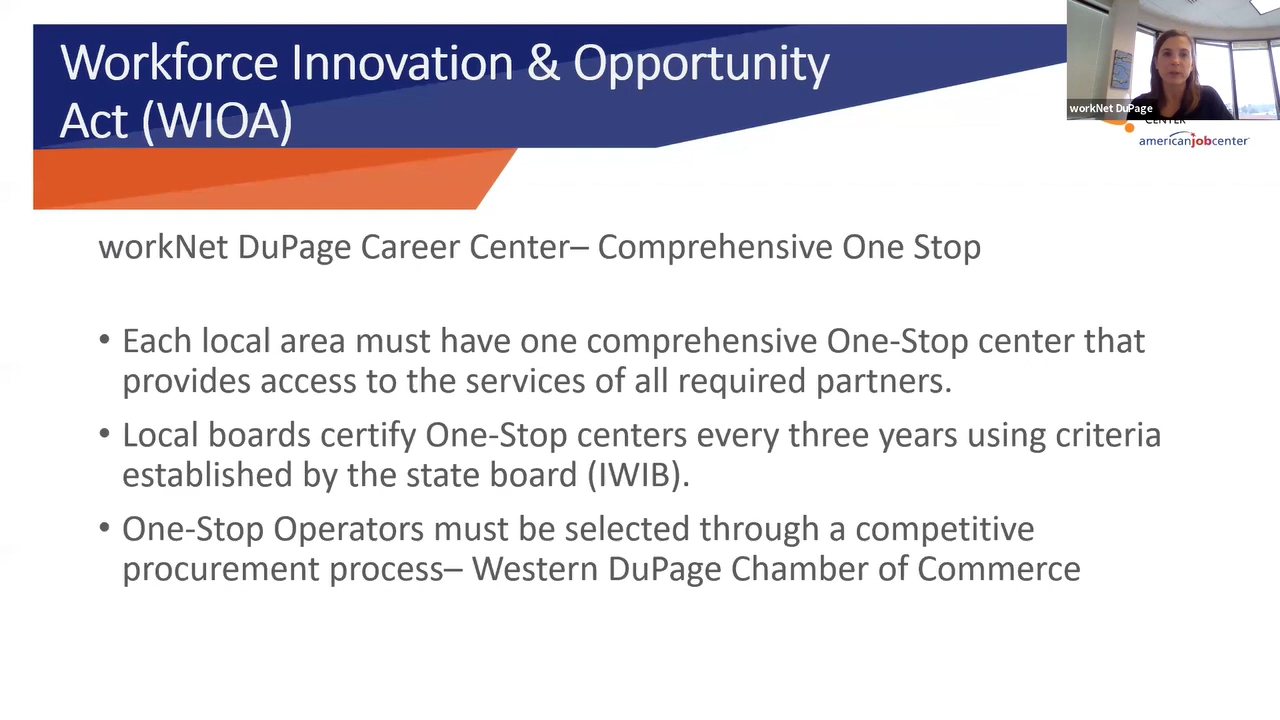 Workforce Innovation & Opportunity
Act (WIOA)
workNet DuPage
CENTER
americanjobcenter
workNet DuPage Career Center– Comprehensive One Stop
• Each local area must have one comprehensive One-Stop center that
provides access to the services of all required partners.
• Local boards certify One-Stop centers every three years using criteria
established by the state board (IWIB).
• One-Stop Operators must be selected through a competitive
procurement process– Western DuPage Chamber of Commerce